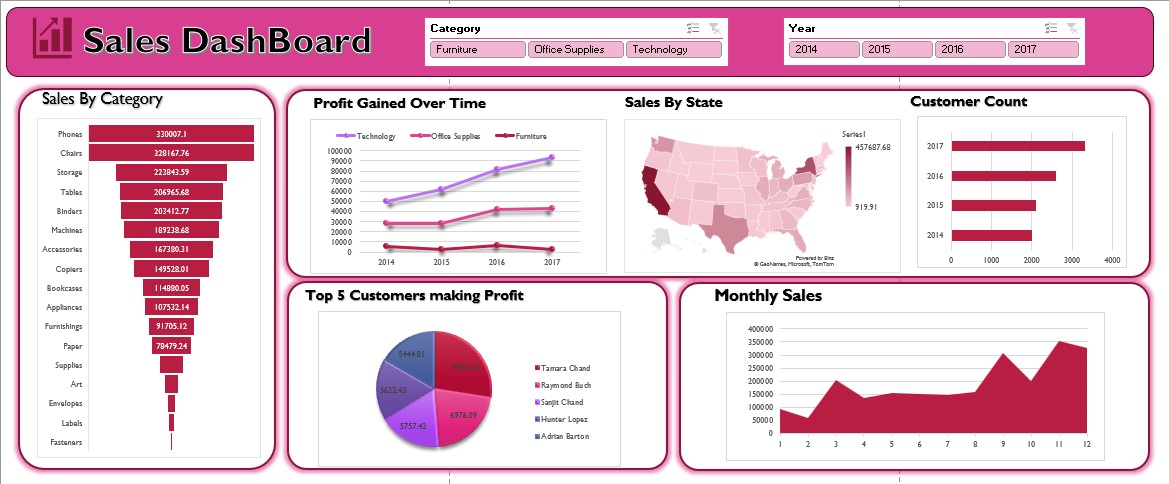 Sales DashBoard
Category
Furniture
Office Supplies
Technology
Year
2014
2015
2016
2017
Sales By Category
Phones 330007.1
Chairs 328167.76
Storage 223843.59
Tables 206965.68
Binders 203412.77
Machines 189238.68
Accessories 167380.31
Copiers 149528.01
Bookcases 114880.05
Appliances 107532.14
Furnishings 91705.12
Paper 78479.24
Supplies
Art
Envelopes
Labels
Fasteners
Profit Gained Over Time
Technology Office Supplies Furniture
100000
90000
80000
70000
60000
50000
40000
30000
20000
10000
0
2014 2015 2016 2017
Sales By State
Series1
457687.68
919.91
Powered by Bing
© GeoNames, Microsoft, TomTom
Customer Count
2017
2016
2015
2014
0 1000 2000 3000 4000
Top 5 Customers making Profit
5444.81
5622.43
5757.42
6976.09
Tamara Chand
Raymond Buch
Sanjit Chand
Hunter Lopez
Adrian Barton
Monthly Sales
400000
350000
300000
250000
200000
150000
100000
50000
0
1 2 3 4 5 6 7 8 9 10 11 12